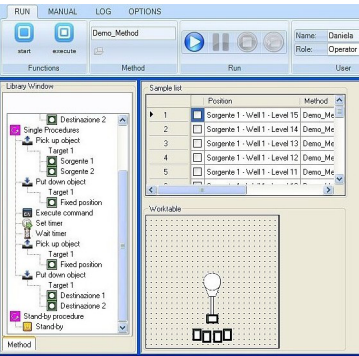 RUN MANUAL LOG OPTIONS
start execute
Functions
Demo_Method
Method
Run
Name: Daniela
Role: Operator
User
Library Window
Destinazione 2
Single Procedures
Pick up object
Target 1
Sorgente 1
Sorgente 2
Put down object
Target 1
Fixed position
Execute command
Set timer
Wait timer
Pick up object
Target 1
Fixed position
Put down object
Target 1
Destinazione 1
Destinazione 2
Stand-by procedure
Stand-by
Method
Sample list
Position Method
1 Sorgente 1 - Well 1 - Level 15 Demo_Me
2 Sorgente 1 - Well 1 - Level 14 Demo_Me
3 Sorgente 1 - Well 1 - Level 13 Demo_Me
4 Sorgente 1 - Well 1 - Level 12 Demo_Me
5 Sorgente 1 - Well 1 - Level 11 Demo_Me
Worktable